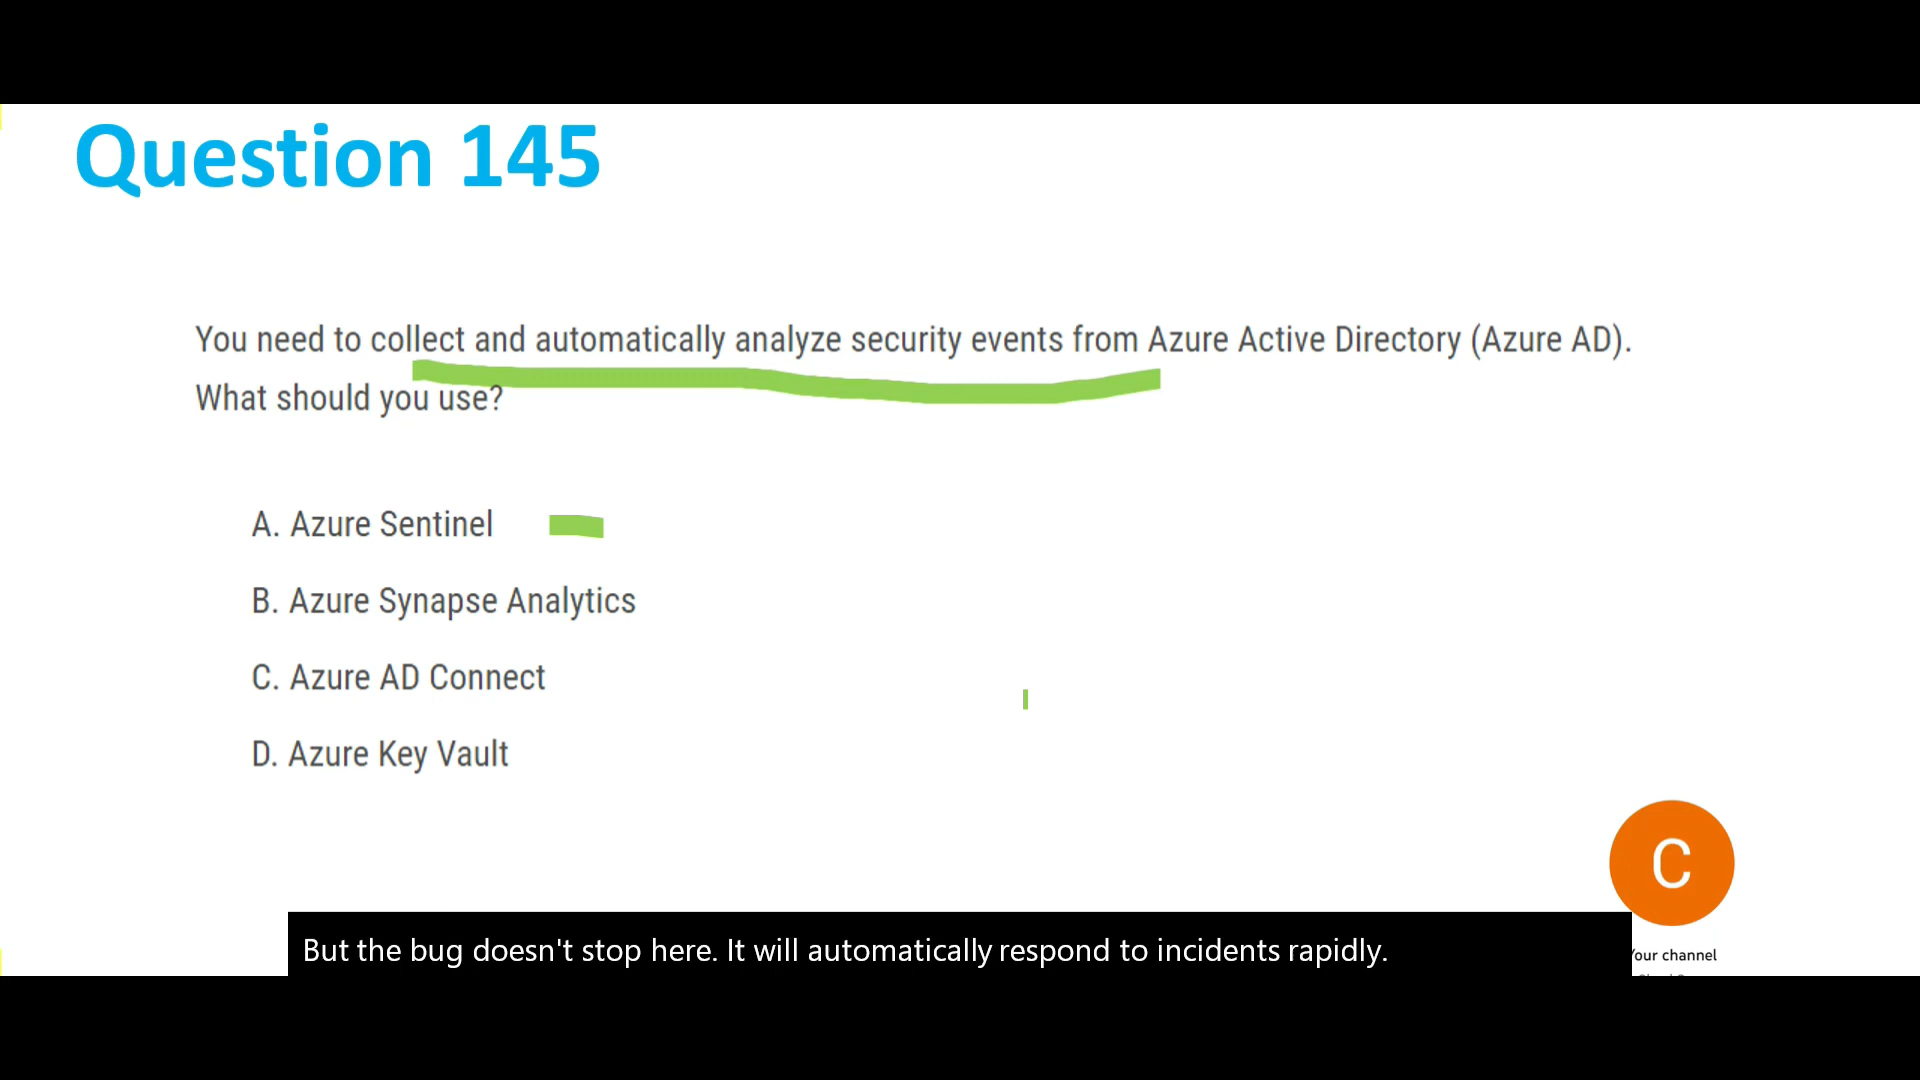 Question 145
You need to collect and automatically analyze security events from Azure Active Directory (Azure AD).
What should you use?
A. Azure Sentinel
B. Azure Synapse Analytics
C. Azure AD Connect
D. Azure Key Vault
C
But the bug doesn't stop here. It will automatically respond to incidents rapidly.
Your channel